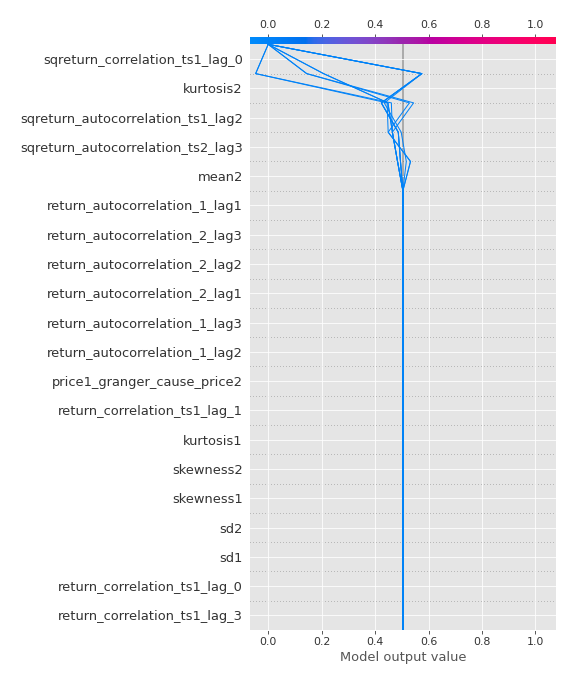 0.0 0.2 0.4 0.6 0.8 1.0
sqreturn_correlation_ts1_lag_0
kurtosis2
sqreturn_autocorrelation_ts1_lag2
sqreturn_autocorrelation_ts2_lag3
mean2
return_autocorrelation_1_lag1
return_autocorrelation_2_lag3
return_autocorrelation_2_lag2
return_autocorrelation_2_lag1
return_autocorrelation_1_lag3
return_autocorrelation_1_lag2
price1_granger_cause_price2
return_correlation_ts1_lag_1
kurtosis1
skewness2
skewness1
sd2
sd1
return_correlation_ts1_lag_0
return_correlation_ts1_lag_3
0.0 0.2 0.4 0.6 0.8 1.0
Model output value